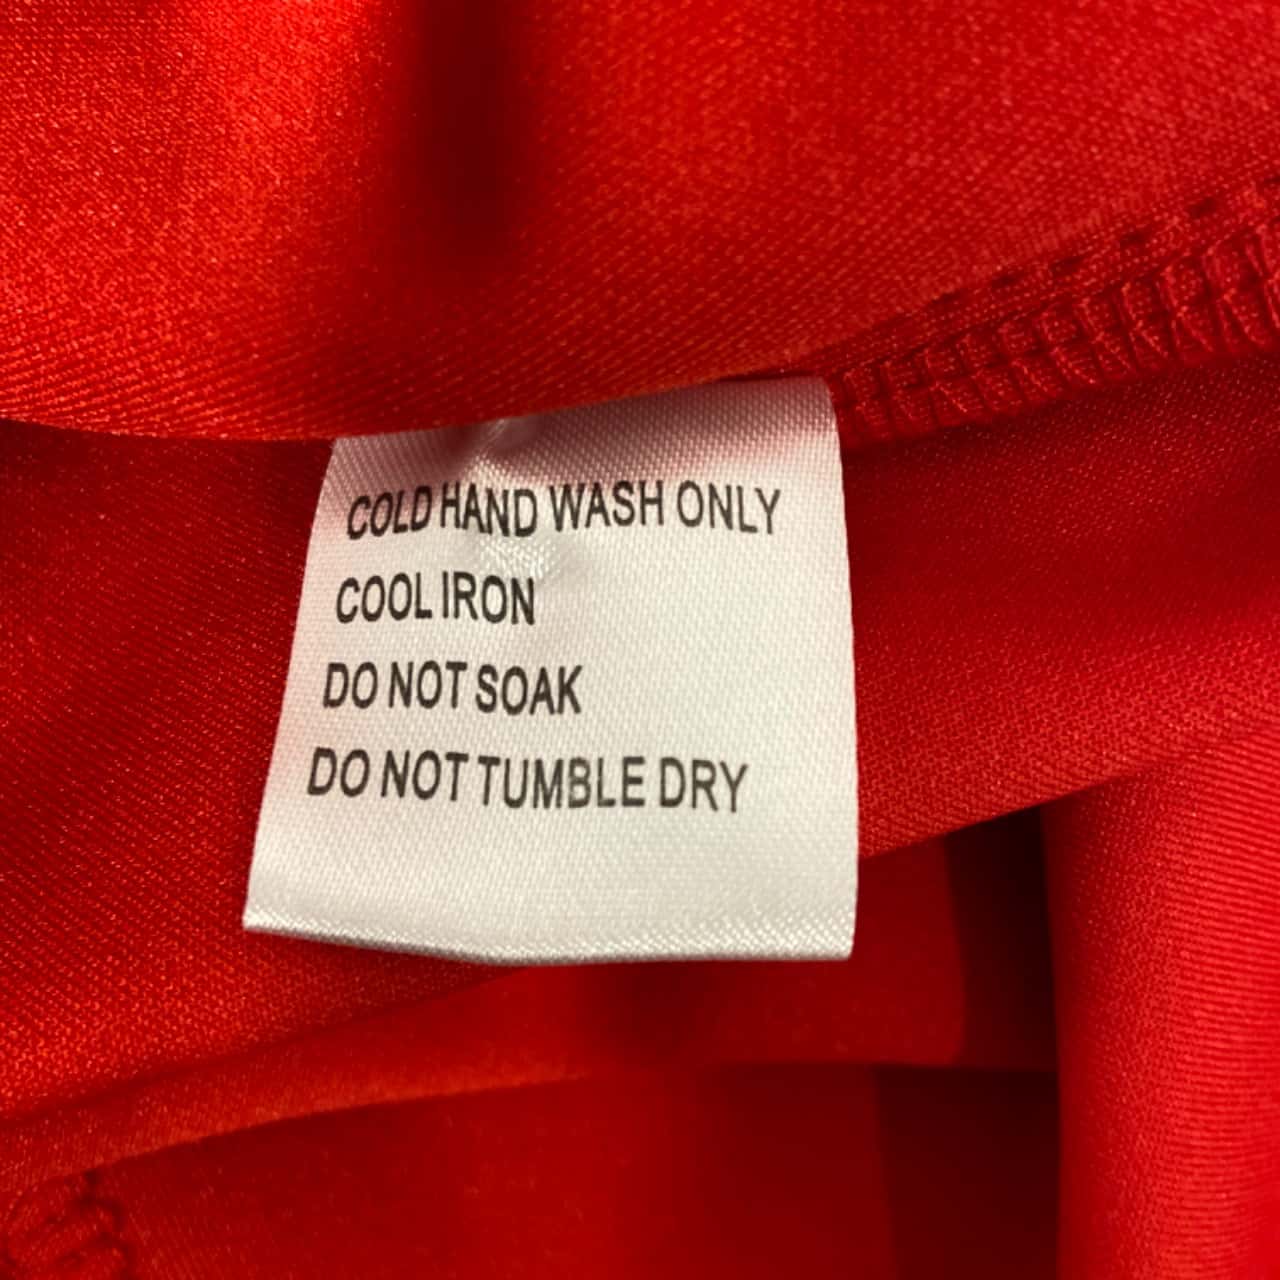 COLD HAND WASH ONLY
COOL IRON
DO NOT SOAK
DO NOT TUMBLE DRY